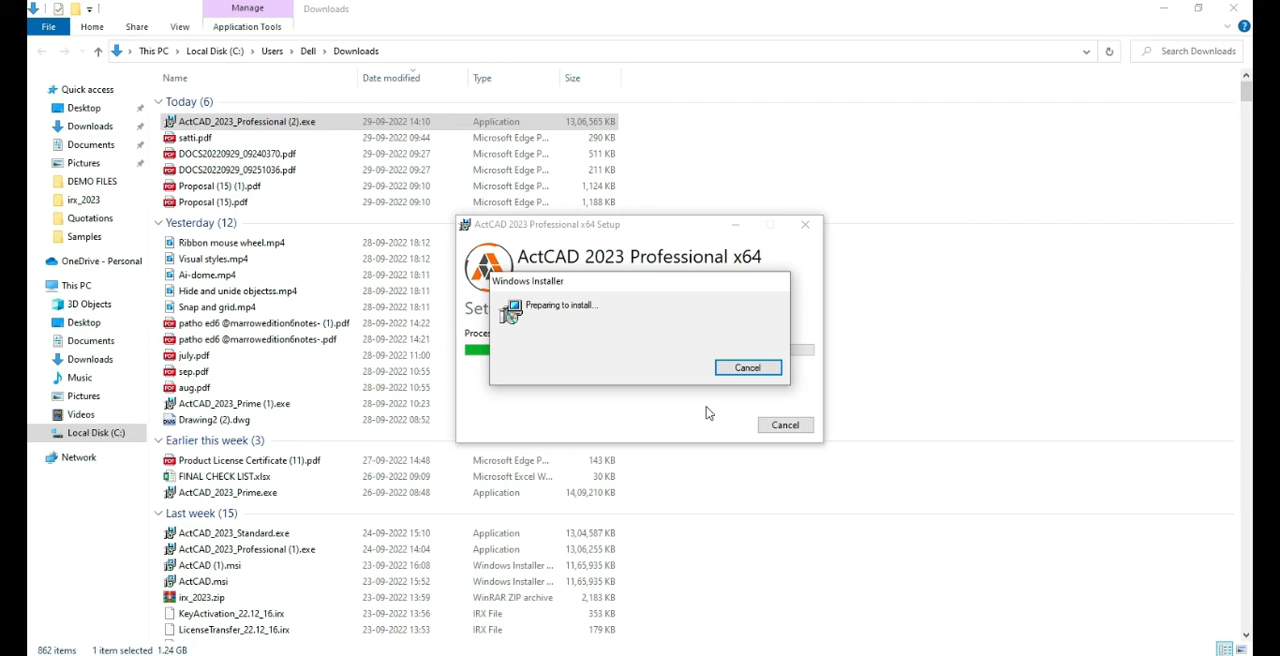 Manage
Downloads
File
Home
Share
View
Application Tools
This PC
Local Disk (C:)
Users
Dell
Downloads
Search Downloads
Name
Date modified
Type
Size
Quick access
Desktop
Downloads
Documents
Pictures
DEMO FILES
irx_2023
Quotations
Samples
OneDrive - Personal
This PC
3D Objects
Desktop
Documents
Downloads
Music
Pictures
Videos
Local Disk (C:)
Network
Today (6)
ActCAD_2023_Professional (2).exe 29-09-2022 14:10 Application 13,06,565 KB
satti.pdf 29-09-2022 09:44 Microsoft Edge P... 290 KB
DOCS20220929_09240370.pdf 29-09-2022 09:27 Microsoft Edge P... 511 KB
DOCS20220929_09251036.pdf 29-09-2022 09:27 Microsoft Edge P... 211 KB
Proposal (15) (1).pdf 29-09-2022 09:10 Microsoft Edge P... 1,124 KB
Proposal (15).pdf 29-09-2022 09:10 Microsoft Edge P... 1,188 KB
Yesterday (12)
Ribbon mouse wheel.mp4 28-09-2022 18:12
Visual styles.mp4 28-09-2022 18:12
Ai-dome.mp4 28-09-2022 18:11
Hide and unide objectss.mp4 28-09-2022 18:11
Snap and grid.mp4 28-09-2022 18:11
patho ed6 @marrowedition6notes- (1).pdf 28-09-2022 14:22
patho ed6 @marrowedition6notes-.pdf 28-09-2022 14:21
july.pdf 28-09-2022 11:00
sep.pdf 28-09-2022 10:55
aug.pdf 28-09-2022 10:55
ActCAD_2023_Prime (1).exe 28-09-2022 10:23
Drawing2 (2).dwg 28-09-2022 08:52
Earlier this week (3)
Product License Certificate (11).pdf 27-09-2022 14:48 Microsoft Edge P... 143 KB
FINAL CHECK LIST.xlsx 26-09-2022 09:09 Microsoft Excel W... 30 KB
ActCAD_2023_Prime.exe 26-09-2022 08:48 Application 14,09,210 KB
Last week (15)
ActCAD_2023_Standard.exe 24-09-2022 15:10 Application 13,04,587 KB
ActCAD_2023_Professional (1).exe 24-09-2022 14:04 Application 13,06,255 KB
ActCAD (1).msi 23-09-2022 16:08 Windows Installer ... 11,65,935 KB
ActCAD.msi 23-09-2022 15:52 Windows Installer ... 11,65,935 KB
irx_2023.zip 23-09-2022 13:59 WinRAR ZIP archive 2,183 KB
KeyActivation_22.12_16.irx 23-09-2022 13:56 IRX File 353 KB
LicenseTransfer_22.12_16.irx 23-09-2022 13:53 IRX File 179 KB
ActCAD 2023 Professional x64 Setup
ActCAD 2023 Professional x64
Set
Proces
Windows Installer
Preparing to install...
Cancel
Cancel
862 items 1 item selected 1.24 GB